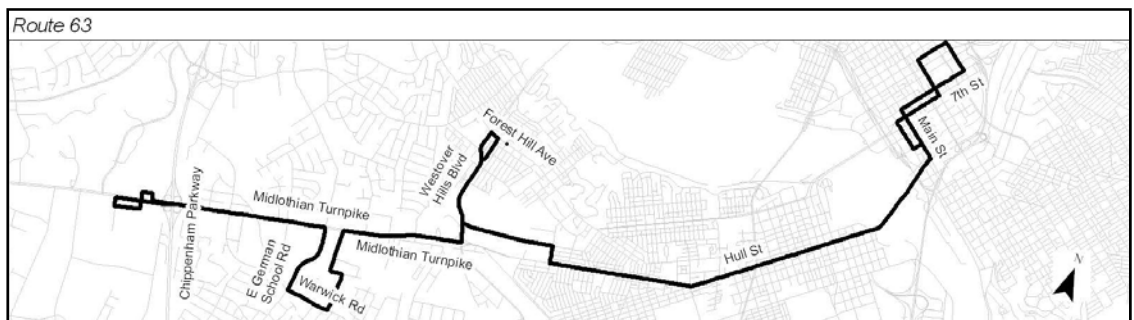 Route 63
Forest Hill Ave
7th St
Main St
Westover
Hills Blvd
Chippenham Parkway
Midlothian Turnpike
Midlothian Turnpike
Hull St
E German
School Rd
Warwick Rd
N